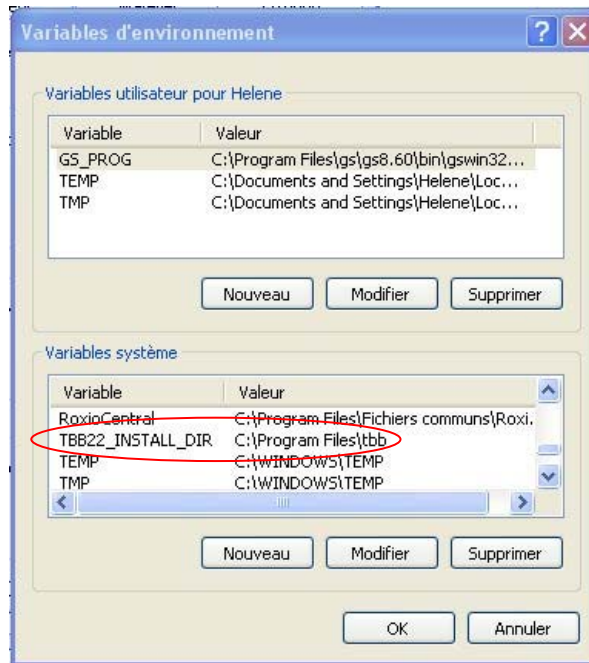 Variables d'environnement
Variables utilisateur pour Helene
Variable Valeur
GS_PROG C:\Program Files\gs\gs8.60\bin\gswin32...
TEMP C:\Documents and Settings\Helene\Loc...
TMP C:\Documents and Settings\Helene\Loc...
Nouveau Modifier Supprimer
Variables système
Variable Valeur
RoxioCentral C:\Program Files\Fichiers communs\Roxi.
TBB22_INSTALL_DIR C:\Program Files\tbb
TEMP C:\WINDOWS\TEMP
TMP C:\WINDOWS\TEMP
Nouveau Modifier Supprimer
OK Annuler